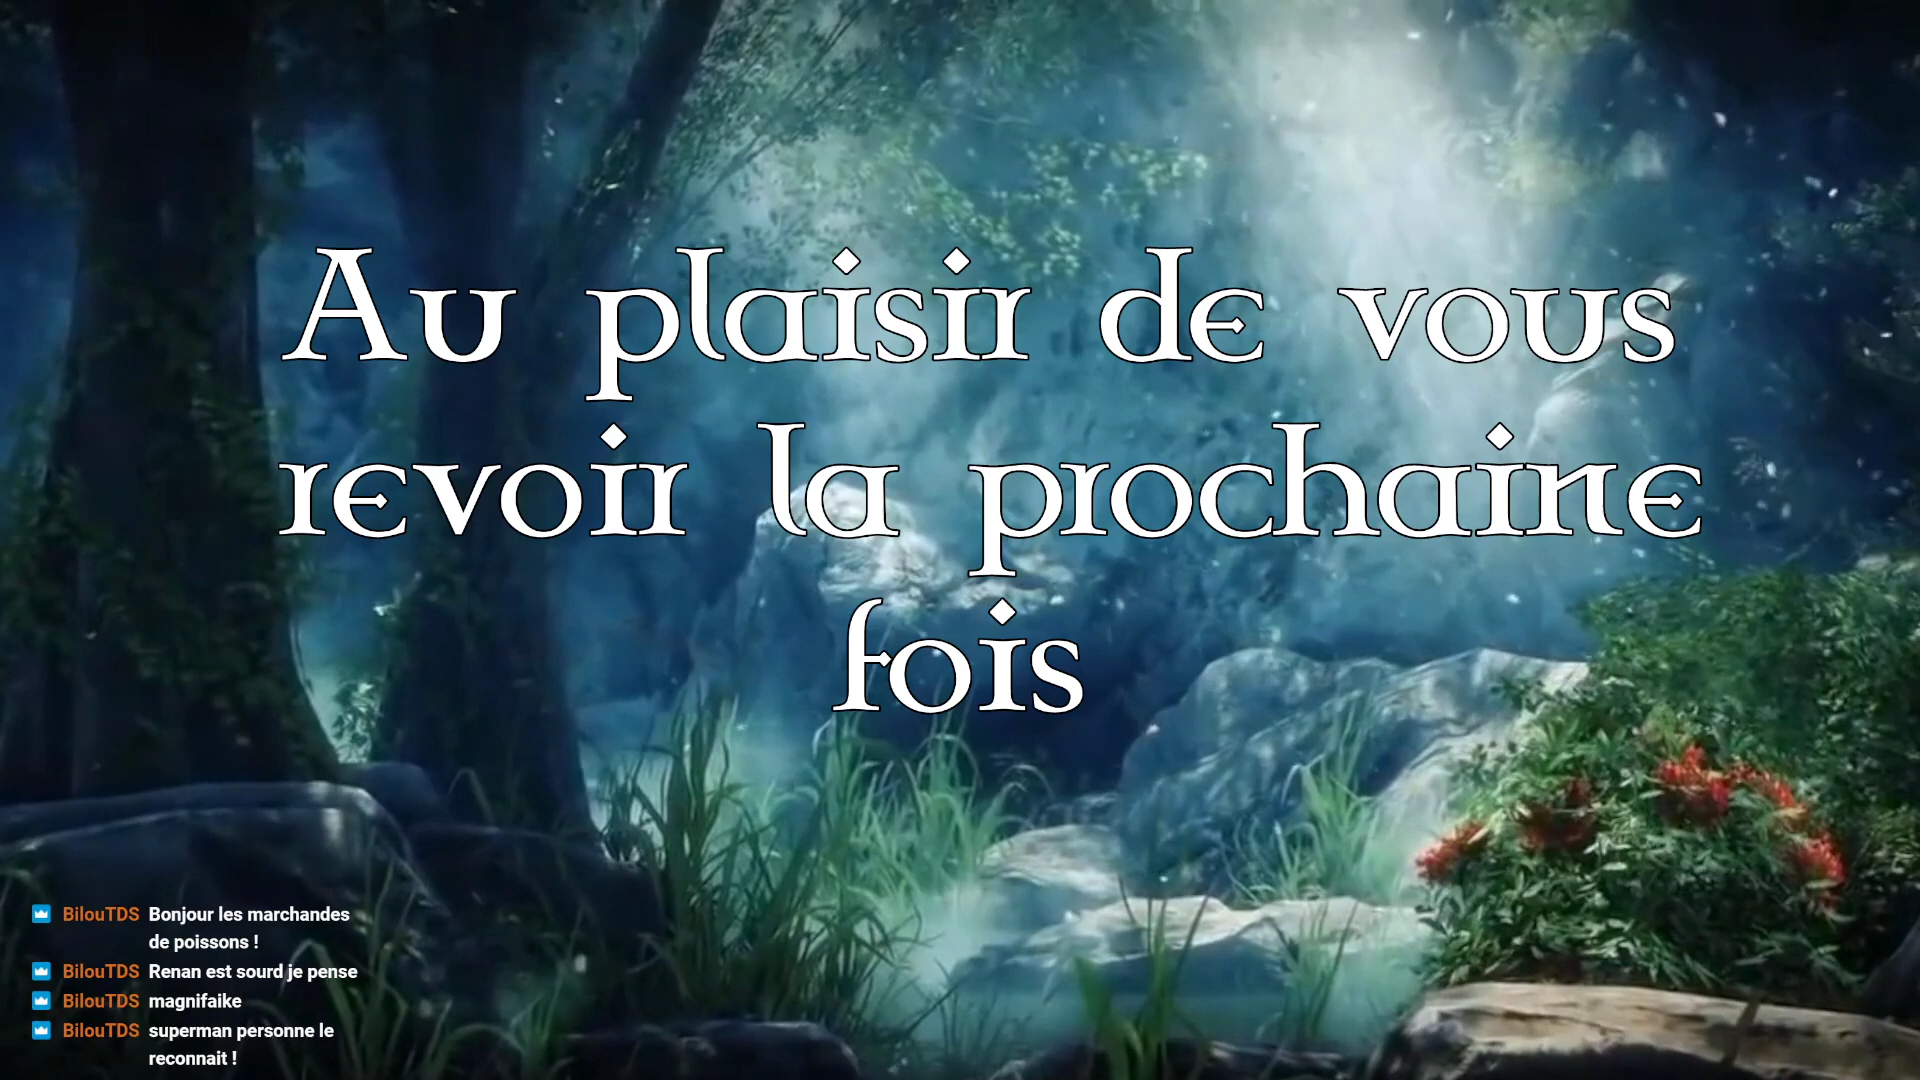 Au plaisir de vous
revoir la prochaine
fois
BilouTDS Bonjour les marchandes
de poissons !
BilouTDS Renan est sourd je pense
BilouTDS magnifaike
BilouTDS superman personne le
reconnait !